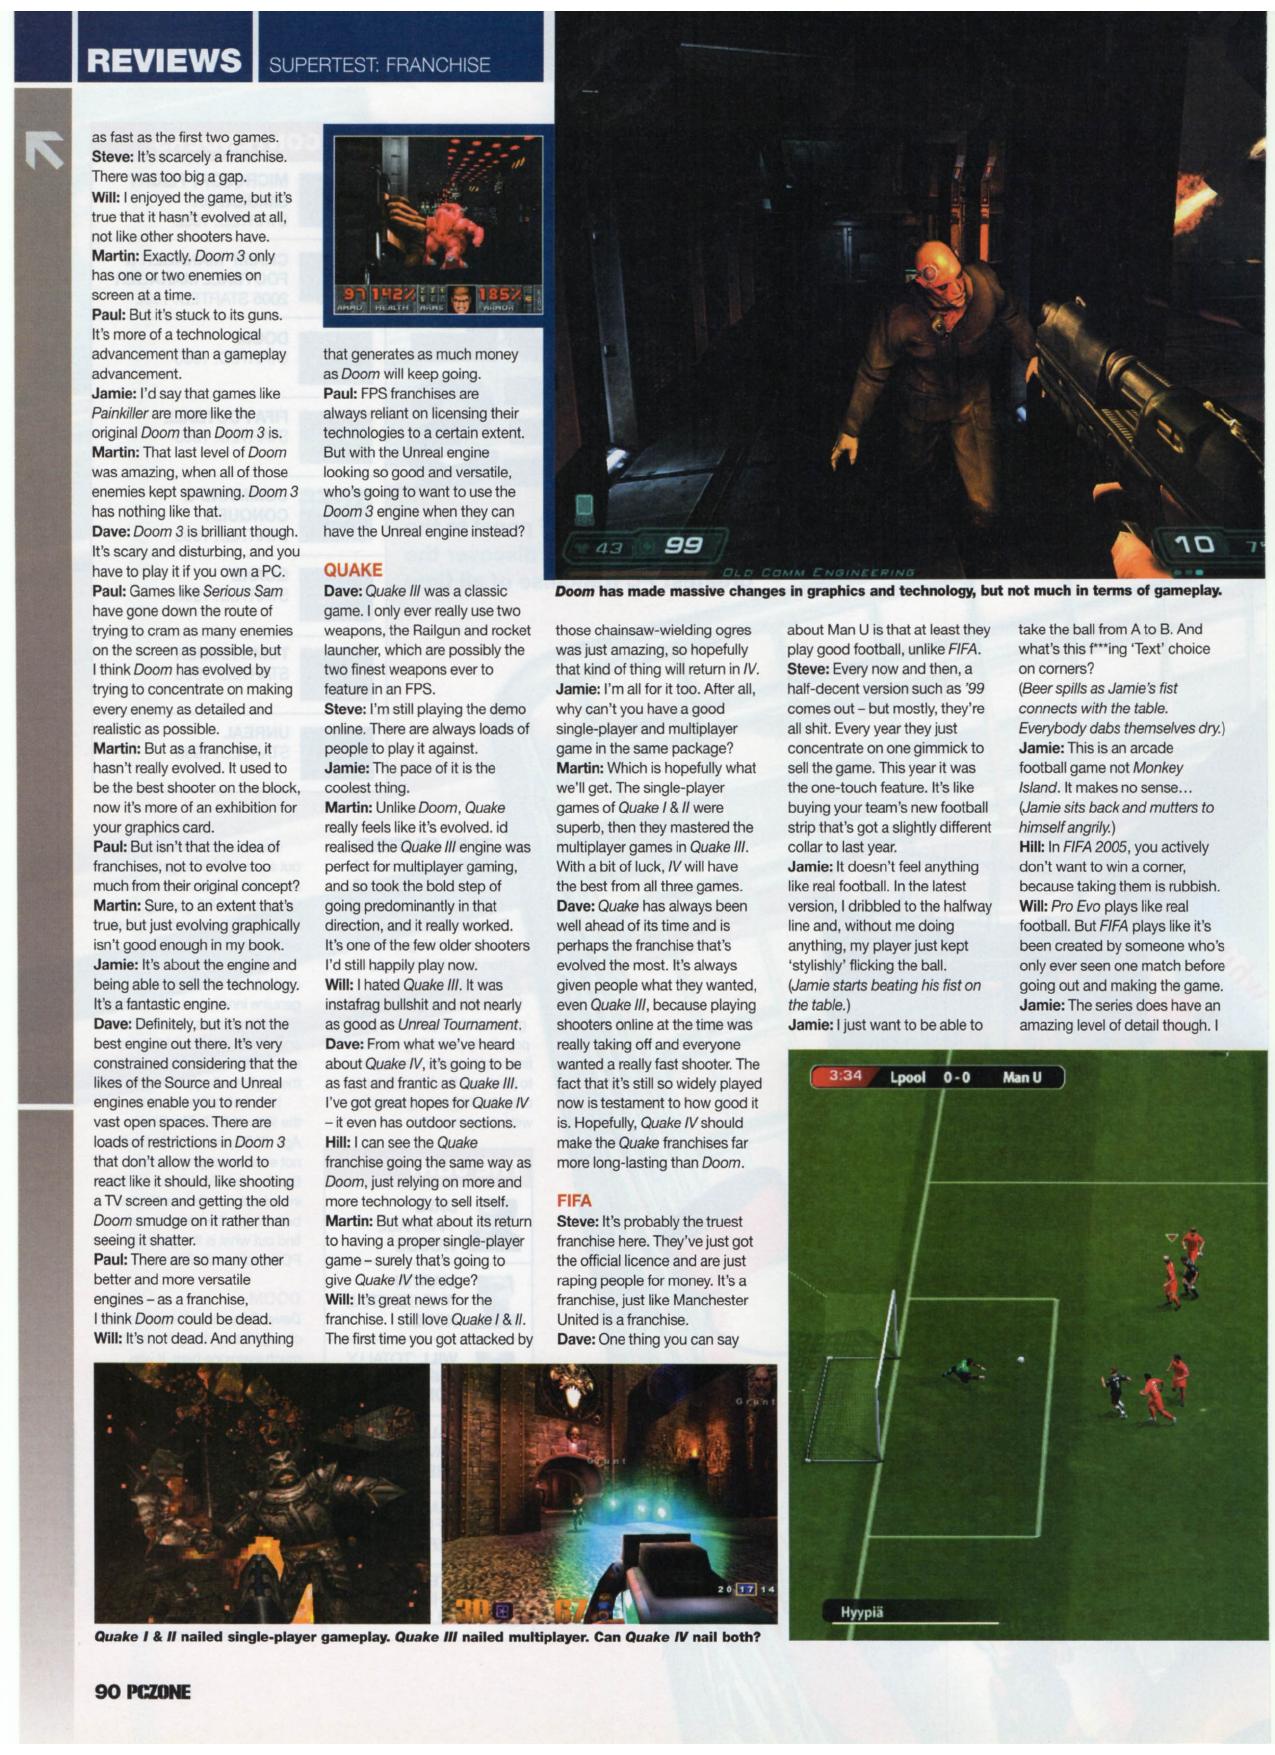 REVIEWS
SUPERTEST: FRANCHISE
as fast as the first two games.
Steve: It's scarcely a franchise.
There was too big a gap.
Will: I enjoyed the game, but it's
true that it hasn't evolved at all,
not like other shooters have.
Martin: Exactly. Doom 3 only
has one or two enemies on
screen at a time.
Paul: But it's stuck to its guns.
It's more of a technological
advancement than a gameplay
advancement.
Jamie: I'd say that games like
Painkiller are more like the
original Doom than Doom 3 is.
Martin: That last level of Doom
was amazing, when all of those
enemies kept spawning. Doom 3
has nothing like that.
Dave: Doom 3 is brilliant though.
It's scary and disturbing, and you
have to play it if you own a PC.
Paul: Games like Serious Sam
have gone down the route of
trying to cram as many enemies
on the screen as possible, but
I think Doom has evolved by
trying to concentrate on making
every enemy as detailed and
realistic as possible.
Martin: But as a franchise, it
hasn't really evolved. It used to
be the best shooter on the block,
now it's more of an exhibition for
your graphics card.
Paul: But isn't that the idea of
franchises, not to evolve too
much from their original concept?
Martin: Sure, to an extent that's
true, but just evolving graphically
isn't good enough in my book.
Jamie: It's about the engine and
being able to sell the technology.
It's a fantastic engine.
Dave: Definitely, but it's not the
best engine out there. It's very
constrained considering that the
likes of the Source and Unreal
engines enable you to render
vast open spaces. There are
loads of restrictions in Doom 3
that don't allow the world to
react like it should, like shooting
a TV screen and getting the old
Doom smudge on it rather than
seeing it shatter.
Paul: There are so many other
better and more versatile
engines – as a franchise,
I think Doom could be dead.
Will: It's not dead. And anything
97 142% 185%
AMMO HEALTH ARMS ARMOR
that generates as much money
as Doom will keep going.
Paul: FPS franchises are
always reliant on licensing their
technologies to a certain extent.
But with the Unreal engine
looking so good and versatile,
who's going to want to use the
Doom 3 engine when they can
have the Unreal engine instead?
QUAKE
Dave: Quake III was a classic
game. I only ever really use two
weapons, the Railgun and rocket
launcher, which are possibly the
two finest weapons ever to
feature in an FPS.
Steve: I'm still playing the demo
online. There are always loads of
people to play it against.
Jamie: The pace of it is the
coolest thing.
Martin: Unlike Doom, Quake
really feels like it's evolved. id
realised the Quake III engine was
perfect for multiplayer gaming,
and so took the bold step of
going predominantly in that
direction, and it really worked.
It's one of the few older shooters
I'd still happily play now.
Will: I hated Quake III. It was
instafrag bullshit and not nearly
as good as Unreal Tournament.
Dave: From what we've heard
about Quake IV, it's going to be
as fast and frantic as Quake III.
I've got great hopes for Quake IV
– it even has outdoor sections.
Hill: I can see the Quake
franchise going the same way as
Doom, just relying on more and
more technology to sell itself.
Martin: But what about its return
to having a proper single-player
game – surely that's going to
give Quake IV the edge?
Will: It's great news for the
franchise. I still love Quake I & II.
The first time you got attacked by
43 99
10
OLD COMM ENGINEERING
Doom has made massive changes in graphics and technology, but not much in terms of gameplay.
those chainsaw-wielding ogres
was just amazing, so hopefully
that kind of thing will return in IV.
Jamie: I'm all for it too. After all,
why can't you have a good
single-player and multiplayer
game in the same package?
Martin: Which is hopefully what
we'll get. The single-player
games of Quake I & II were
superb, then they mastered the
multiplayer games in Quake III.
With a bit of luck, IV will have
the best from all three games.
Dave: Quake has always been
well ahead of its time and is
perhaps the franchise that's
evolved the most. It's always
given people what they wanted,
even Quake III, because playing
shooters online at the time was
really taking off and everyone
wanted a really fast shooter. The
fact that it's still so widely played
now is testament to how good it
is. Hopefully, Quake IV should
make the Quake franchises far
more long-lasting than Doom.
FIFA
Steve: It's probably the truest
franchise here. They've just got
the official licence and are just
raping people for money. It's a
franchise, just like Manchester
United is a franchise.
Dave: One thing you can say
about Man U is that at least they
play good football, unlike FIFA.
Steve: Every now and then, a
half-decent version such as '99
comes out – but mostly, they're
all shit. Every year they just
concentrate on one gimmick to
sell the game. This year it was
the one-touch feature. It's like
buying your team's new football
strip that's got a slightly different
collar to last year.
Jamie: It doesn't feel anything
like real football. In the latest
version, I dribbled to the halfway
line and, without me doing
anything, my player just kept
'stylishly' flicking the ball.
(Jamie starts beating his fist on
the table.)
Jamie: I just want to be able to
take the ball from A to B. And
what's this f***ing 'Text' choice
on corners?
(Beer spills as Jamie's fist
connects with the table.
Everybody dabs themselves dry.)
Jamie: This is an arcade
football game not Monkey
Island. It makes no sense...
(Jamie sits back and mutters to
himself angrily.)
Hill: In FIFA 2005, you actively
don't want to win a corner,
because taking them is rubbish.
Will: Pro Evo plays like real
football. But FIFA plays like it's
been created by someone who's
only ever seen one match before
going out and making the game.
Jamie: The series does have an
amazing level of detail though. I
3:34 Lpool 0-0 Man U
Hyypiä
Grunt
Grunt
20 17 14
30 67
Quake I & II nailed single-player gameplay. Quake III nailed multiplayer. Can Quake IV nail both?
90 PCZONE